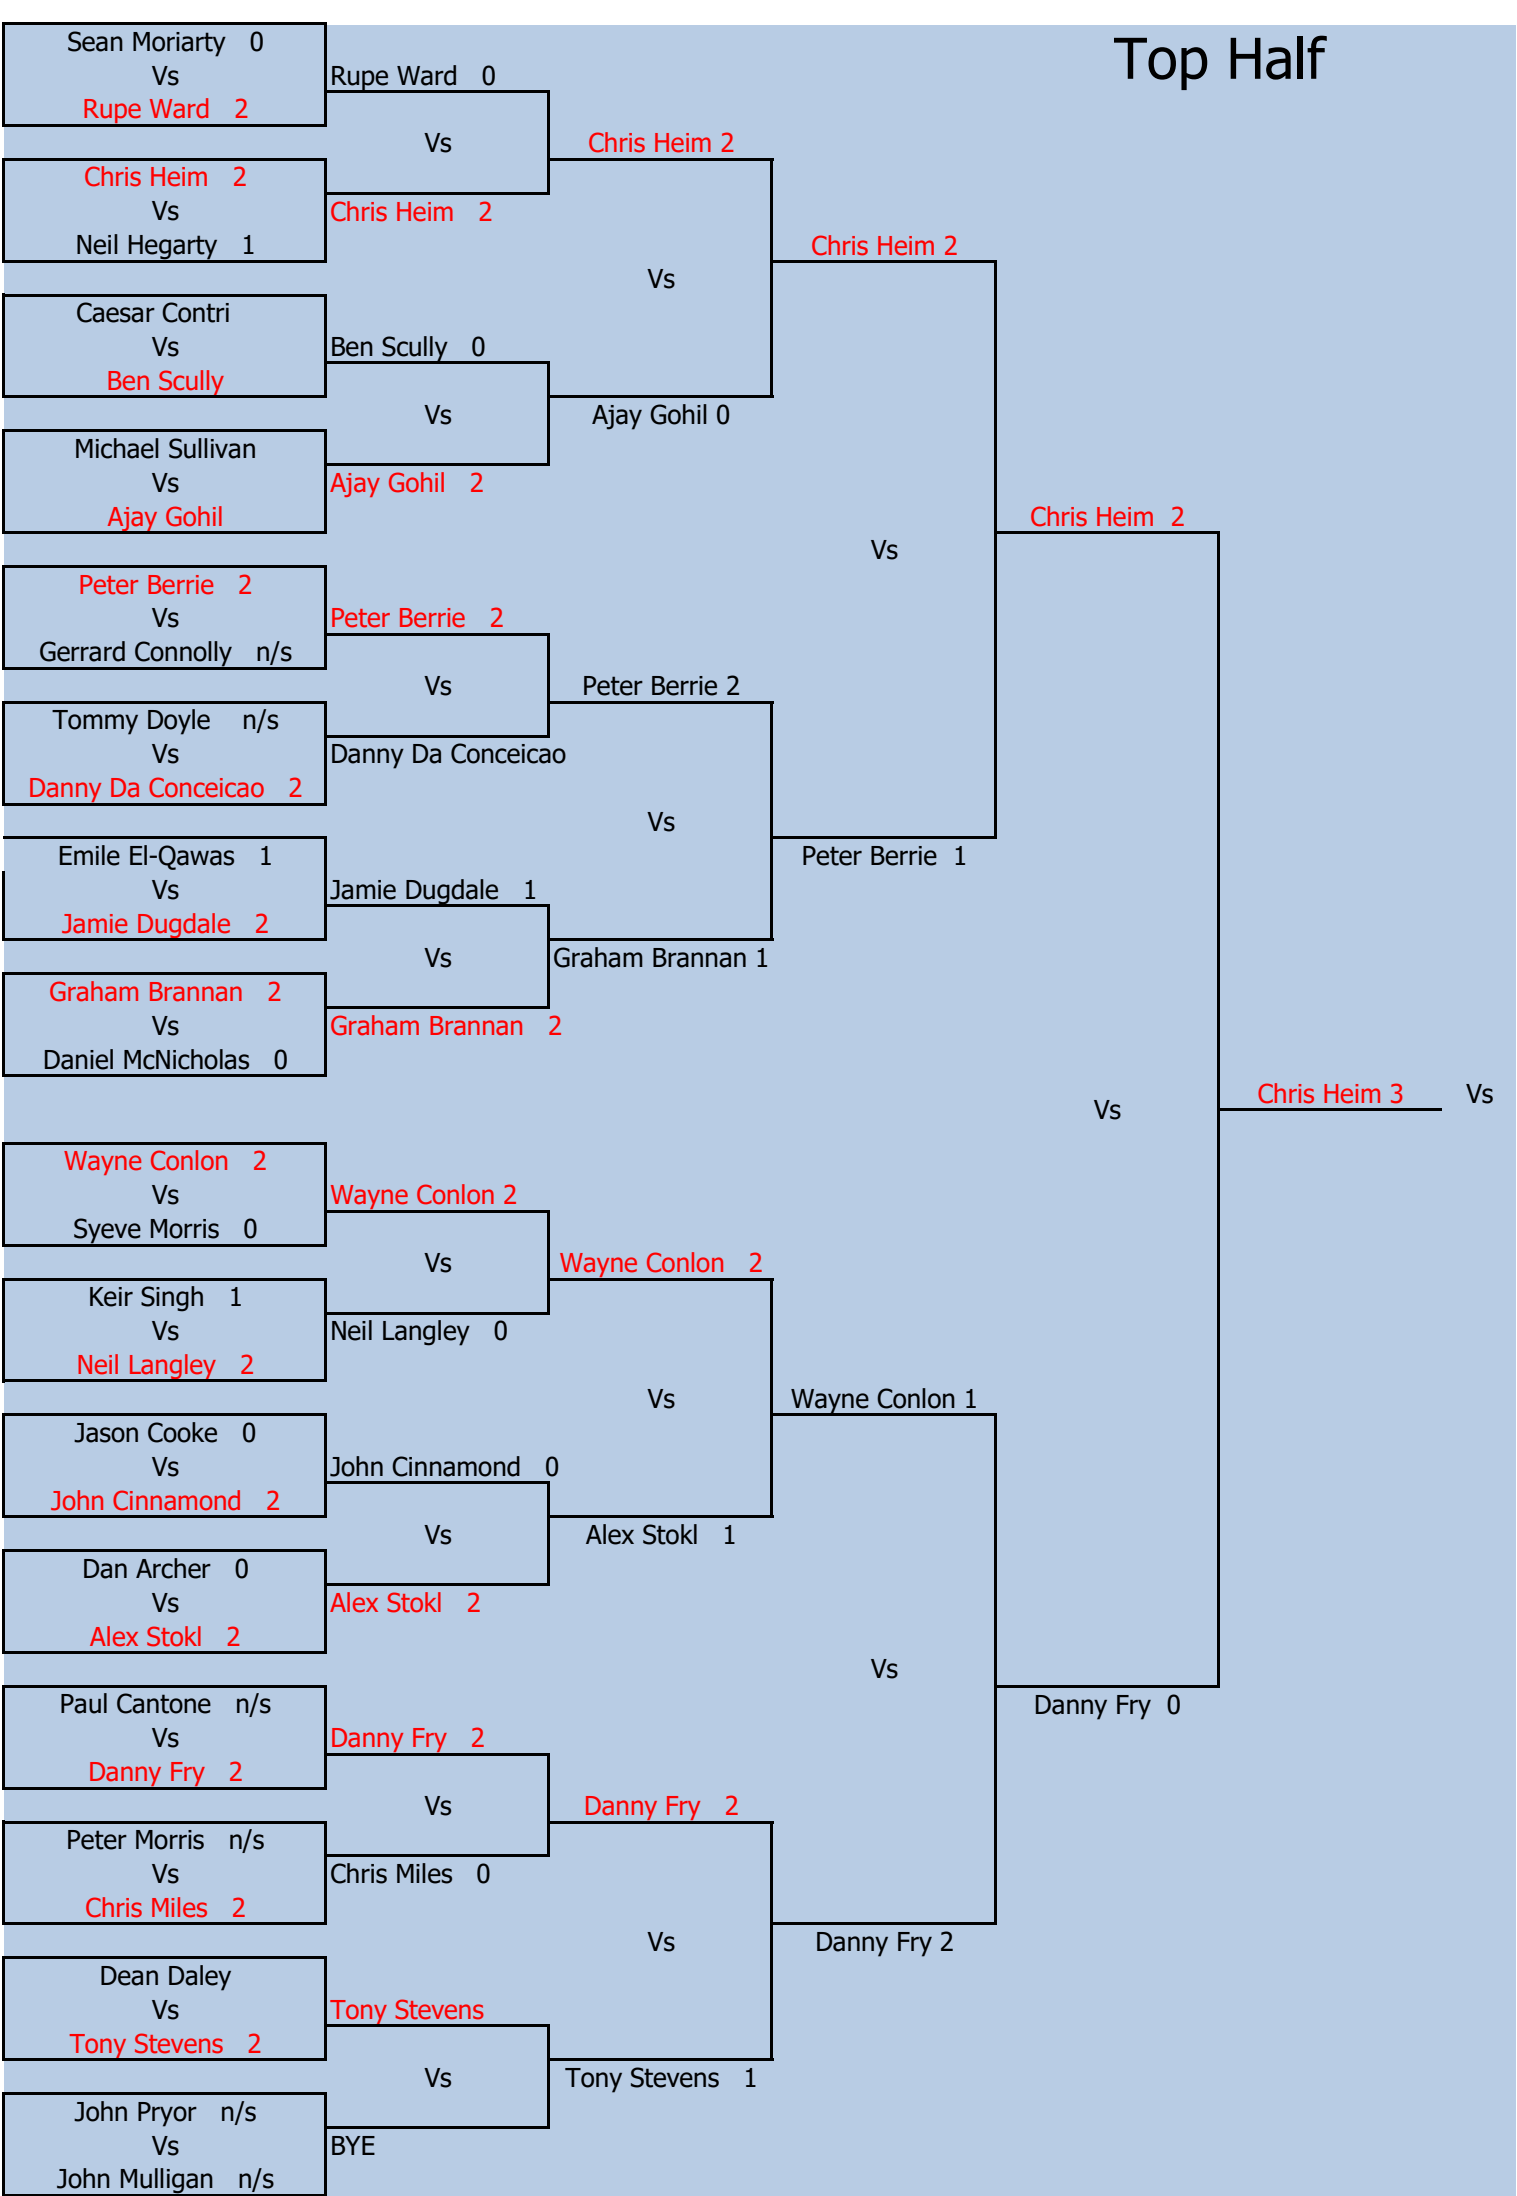 Top Half
Sean Moriarty 0
Vs
Rupe Ward 2
Chris Heim 2
Vs
Neil Hegarty 1
Caesar Contri
Vs
Ben Scully
Michael Sullivan
Vs
Ajay Gohil
Peter Berrie 2
Vs
Gerrard Connolly n/s
Tommy Doyle n/s
Vs
Danny Da Conceicao 2
Emile El-Qawas 1
Vs
Jamie Dugdale 2
Graham Brannan 2
Vs
Daniel McNicholas 0
Wayne Conlon 2
Vs
Syeve Morris 0
Keir Singh 1
Vs
Neil Langley 2
Jason Cooke 0
Vs
John Cinnamond 2
Dan Archer 0
Vs
Alex Stokl 2
Paul Cantone n/s
Vs
Danny Fry 2
Peter Morris n/s
Vs
Chris Miles 2
Dean Daley
Vs
Tony Stevens 2
John Pryor n/s
Vs
John Mulligan n/s
Rupe Ward 0
Vs
Chris Heim 2
Ben Scully 0
Vs
Ajay Gohil 2
Peter Berrie 2
Vs
Danny Da Conceicao
Jamie Dugdale 1
Vs
Graham Brannan 2
Wayne Conlon 2
Vs
Neil Langley 0
John Cinnamond 0
Vs
Alex Stokl 2
Danny Fry 2
Vs
Chris Miles 0
Tony Stevens
Vs
BYE
Chris Heim 2
Vs
Ajay Gohil 0
Peter Berrie 2
Vs
Graham Brannan 1
Wayne Conlon 2
Vs
Alex Stokl 1
Danny Fry 2
Vs
Tony Stevens 1
Chris Heim 2
Vs
Peter Berrie 1
Wayne Conlon 1
Vs
Danny Fry 2
Chris Heim 2
Vs
Danny Fry 0
Chris Heim 3
Vs